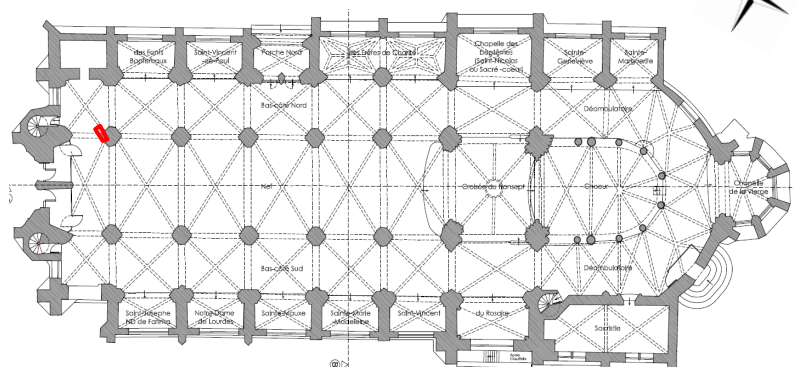 des Fonts
Baptismaux
Saint-Vincent
de Paul
Porche Nord
des Frères de Charité
Chapelle des
baptêmes
(Saint-Nicolas
ou Sacré-coeur)
Sainte
Geneviève
Sainte
Marguerite
Bas-côté Nord
Déambulatoire
Nef
Croisée du Transept
Choeur
Chapelle
de la Vierge
Bas-côté Sud
Déambulatoire
Saint-Joseph
ND de Fatima
Notre-Dame
de Lourdes
Sainte-Marie
Madeleine
Saint-Vincent
du Rosaire
Sacristie
Accès
Chaufferie